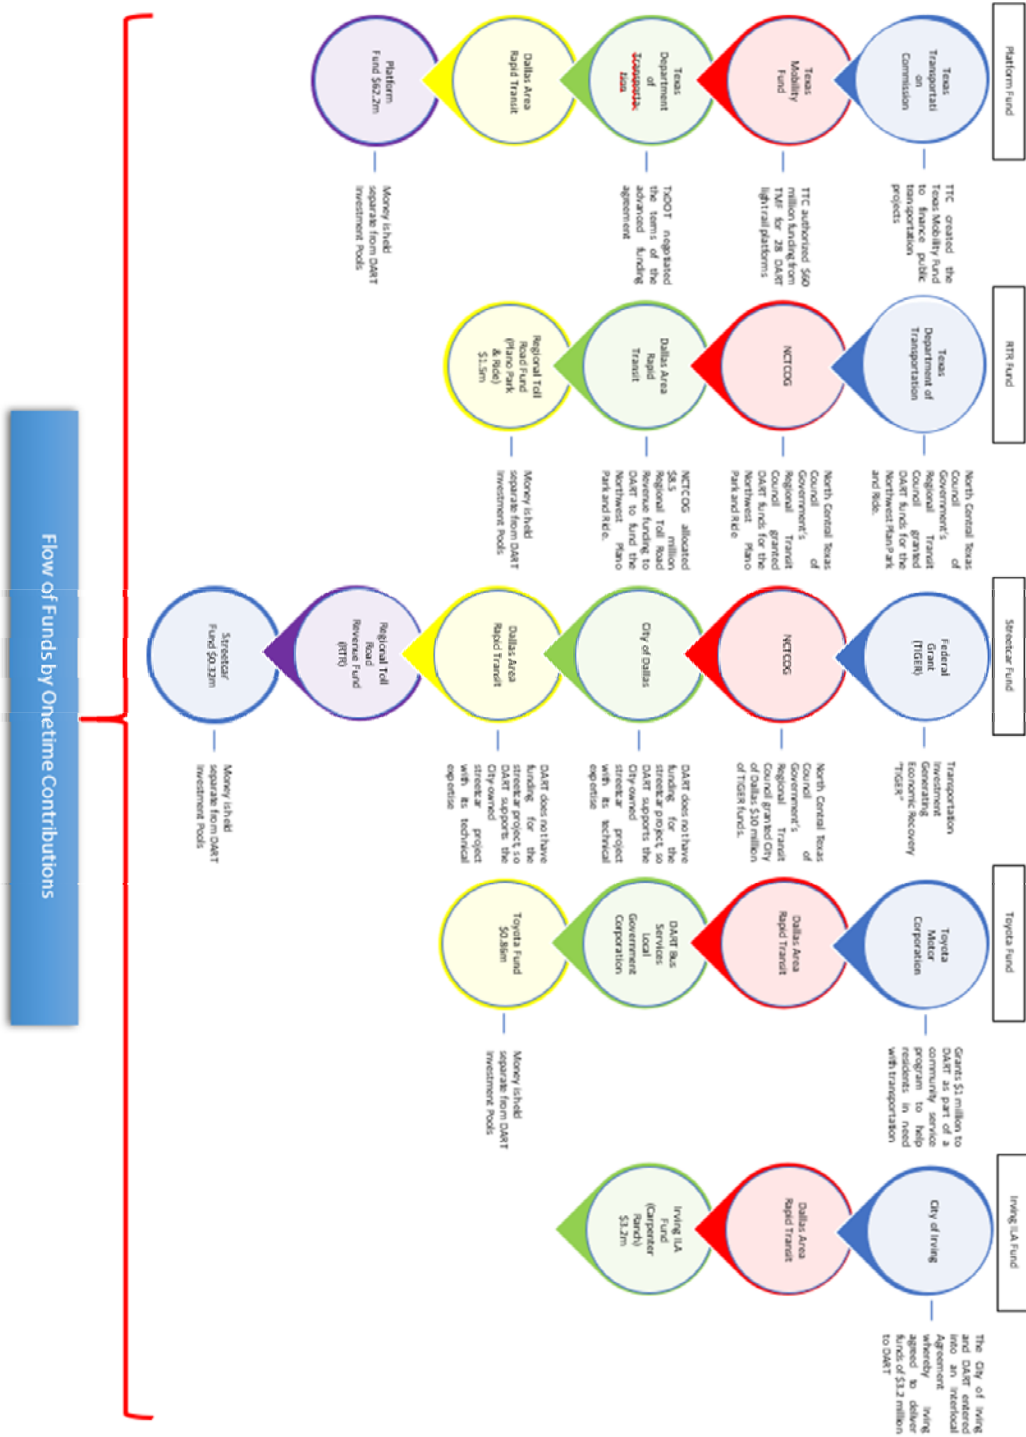 Platform Fund
Texas
Transportati
on
Commission
TTC created the
Texas Mobility Fund
to finance public
transportation
projects
Texas
Mobility
Fund
TTC authorized $60
million funding from
TMF for 28 DART
light rail platforms
Texas
Department
of
Transporta
tion
TxDOT negotiated
the terms of the
advanced funding
agreement
Dallas Area
Rapid Transit
Platform
Fund $62.2m
Money is held
separate from DART
Investment Pools
RTR Fund
Texas
Department of
Transportation
North Central Texas
Council of
Government's
Regional Transit
Council granted
DART funds for the
Northwest Plan Park
and Ride.
NCTCOG
North Central Texas
Council of
Government's
Regional Transit
Council granted
DART funds for the
Northwest Plano
Park and Ride
Dallas Area
Rapid
Transit
NCTCOG allocated
$8.5 million
Regional Toll Road
Revenue funding to
DART to fund the
Northwest Plano
Park and Ride.
Regional Toll
Road Fund
(Plano Park
& Ride)
$1.5m
Money is held
separate from DART
Investment Pools
Streetcar Fund
Federal
Grant
(TIGER)
Transportation
Investment
Generating
Economic Recovery
"TIGER"
NCTCOG
North Central Texas
Council of
Government's
Regional Transit
Council granted City
of Dallas $10 million
of TIGER funds.
City of Dallas
DART does not have
funding for the
streetcar project, so
DART supports the
City-owned
streetcar project
with its technical
expertise
Dallas Area
Rapid Transit
DART does not have
funding for the
streetcar project, so
DART supports the
City-owned
streetcar project
with its technical
expertise
Regional Toll
Road
Revenue Fund
(RTR)
Streetcar
Fund $0.32m
Money is held
separate from DART
Investment Pools
Toyota Fund
Toyota
Motor
Corporation
Grants $1 million to
DART as part of a
community service
program to help
residents in need
with transportation
Dallas Area
Rapid Transit
DART Bus
Services
Local
Government
Corporation
Toyota Fund
$0.86m
Money is held
separate from DART
Investment Pools
Irving ILA Fund
City of Irving
The City of Irving
and DART entered
into an Interlocal
Agreement
whereby Irving
agreed to deliver
funds of $3.2 million
to DART
Dallas Area
Rapid Transit
Irving ILA
Fund
(Carpenter
Ranch)
$3.2m
Flow of Funds by Onetime Contributions